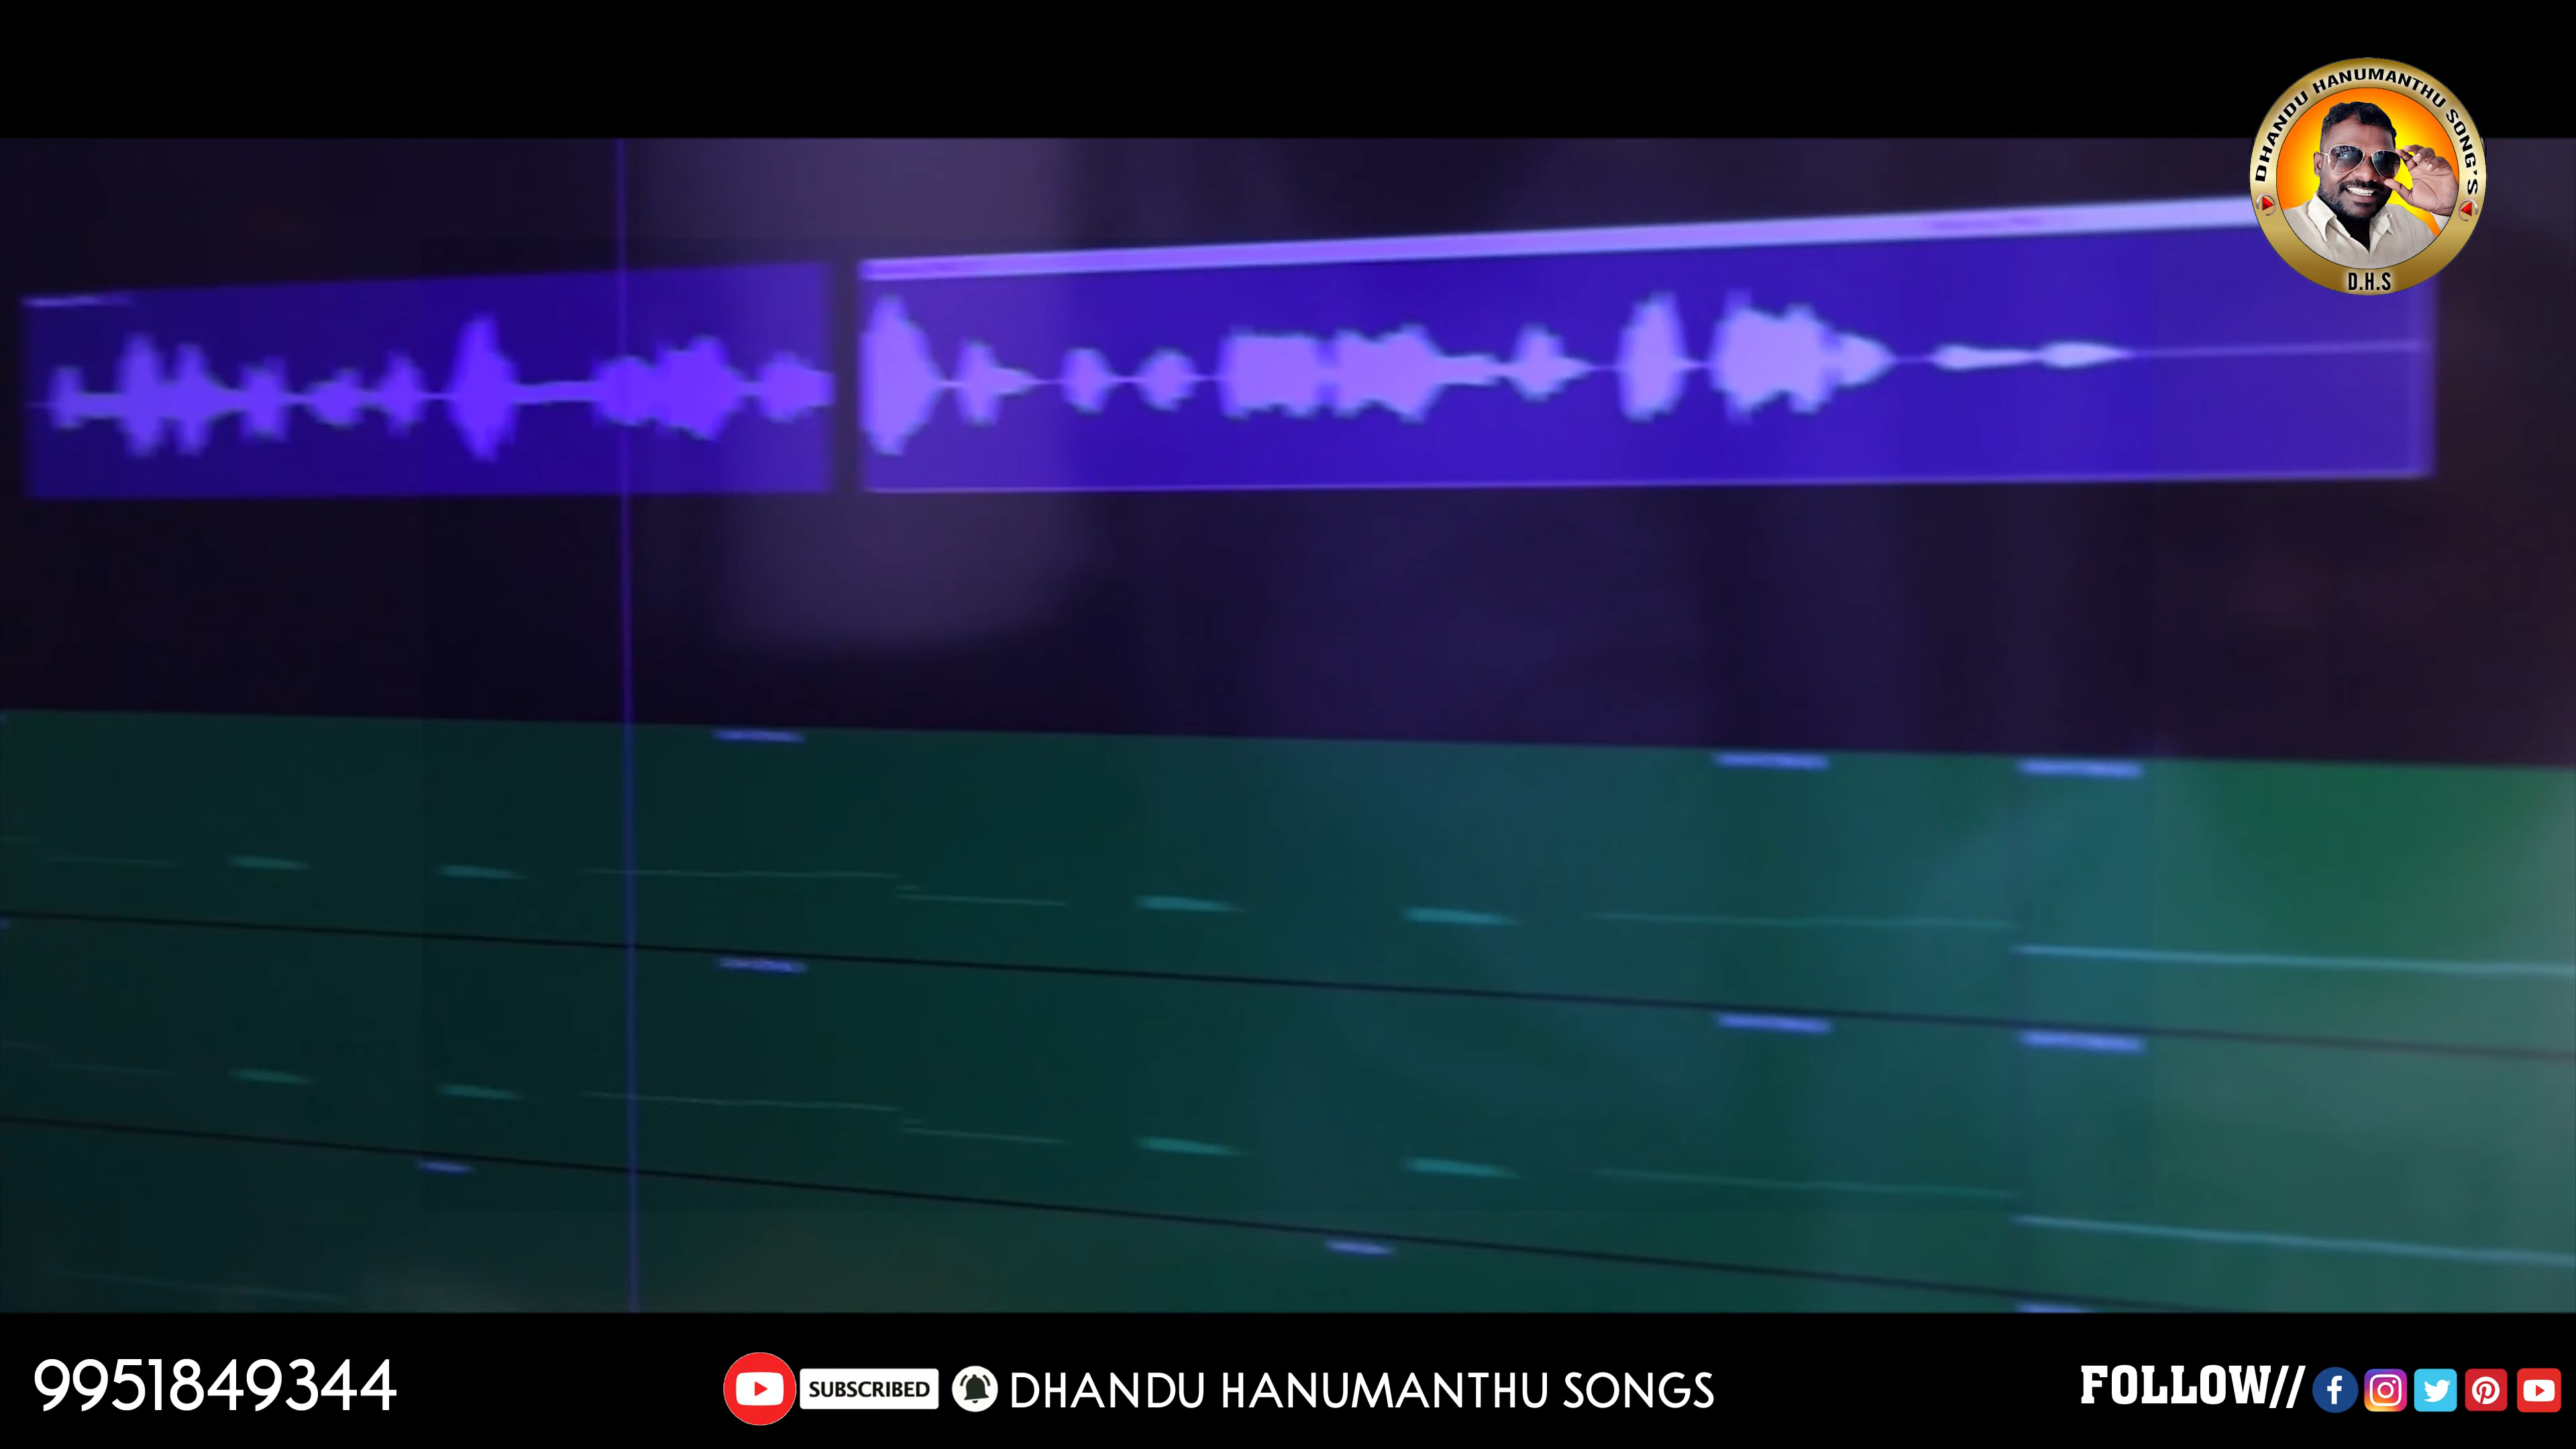 DHANDU HANUMANTHU SONG'S
D.H.S
9951849344
SUBSCRIBED
DHANDU HANUMANTHU SONGS
FOLLOW//